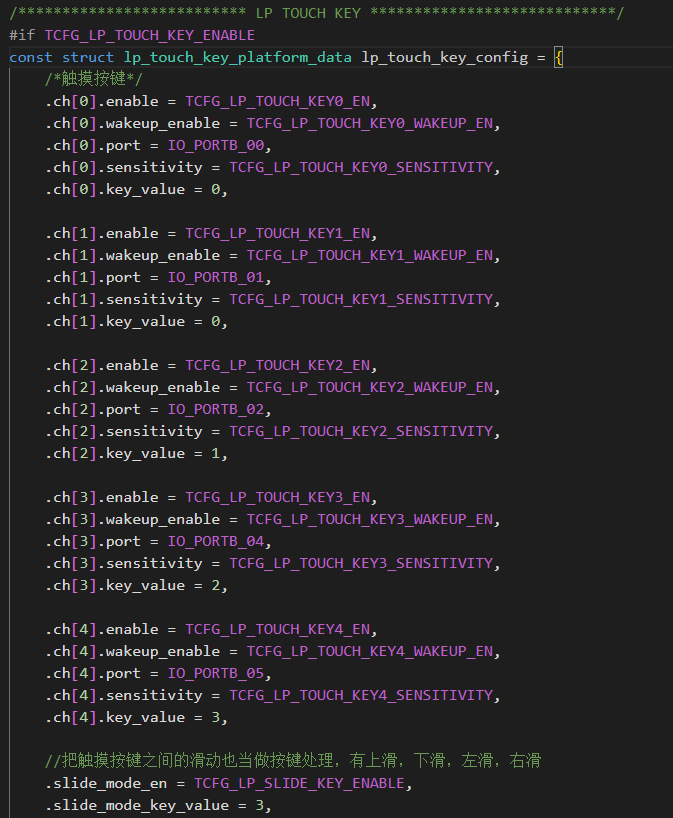 /************************** LP TOUCH KEY ****************************/
#if TCFG_LP_TOUCH_KEY_ENABLE
const struct lp_touch_key_platform_data lp_touch_key_config = {
    /*触摸按键*/
    .ch[0].enable = TCFG_LP_TOUCH_KEY0_EN,
    .ch[0].wakeup_enable = TCFG_LP_TOUCH_KEY0_WAKEUP_EN,
    .ch[0].port = IO_PORTB_00,
    .ch[0].sensitivity = TCFG_LP_TOUCH_KEY0_SENSITIVITY,
    .ch[0].key_value = 0,

    .ch[1].enable = TCFG_LP_TOUCH_KEY1_EN,
    .ch[1].wakeup_enable = TCFG_LP_TOUCH_KEY1_WAKEUP_EN,
    .ch[1].port = IO_PORTB_01,
    .ch[1].sensitivity = TCFG_LP_TOUCH_KEY1_SENSITIVITY,
    .ch[1].key_value = 0,

    .ch[2].enable = TCFG_LP_TOUCH_KEY2_EN,
    .ch[2].wakeup_enable = TCFG_LP_TOUCH_KEY2_WAKEUP_EN,
    .ch[2].port = IO_PORTB_02,
    .ch[2].sensitivity = TCFG_LP_TOUCH_KEY2_SENSITIVITY,
    .ch[2].key_value = 1,

    .ch[3].enable = TCFG_LP_TOUCH_KEY3_EN,
    .ch[3].wakeup_enable = TCFG_LP_TOUCH_KEY3_WAKEUP_EN,
    .ch[3].port = IO_PORTB_04,
    .ch[3].sensitivity = TCFG_LP_TOUCH_KEY3_SENSITIVITY,
    .ch[3].key_value = 2,

    .ch[4].enable = TCFG_LP_TOUCH_KEY4_EN,
    .ch[4].wakeup_enable = TCFG_LP_TOUCH_KEY4_WAKEUP_EN,
    .ch[4].port = IO_PORTB_05,
    .ch[4].sensitivity = TCFG_LP_TOUCH_KEY4_SENSITIVITY,
    .ch[4].key_value = 3,

    //把触摸按键之间的滑动也当做按键处理，有上滑，下滑，左滑，右滑
    .slide_mode_en = TCFG_LP_SLIDE_KEY_ENABLE,
    .slide_mode_key_value = 3,